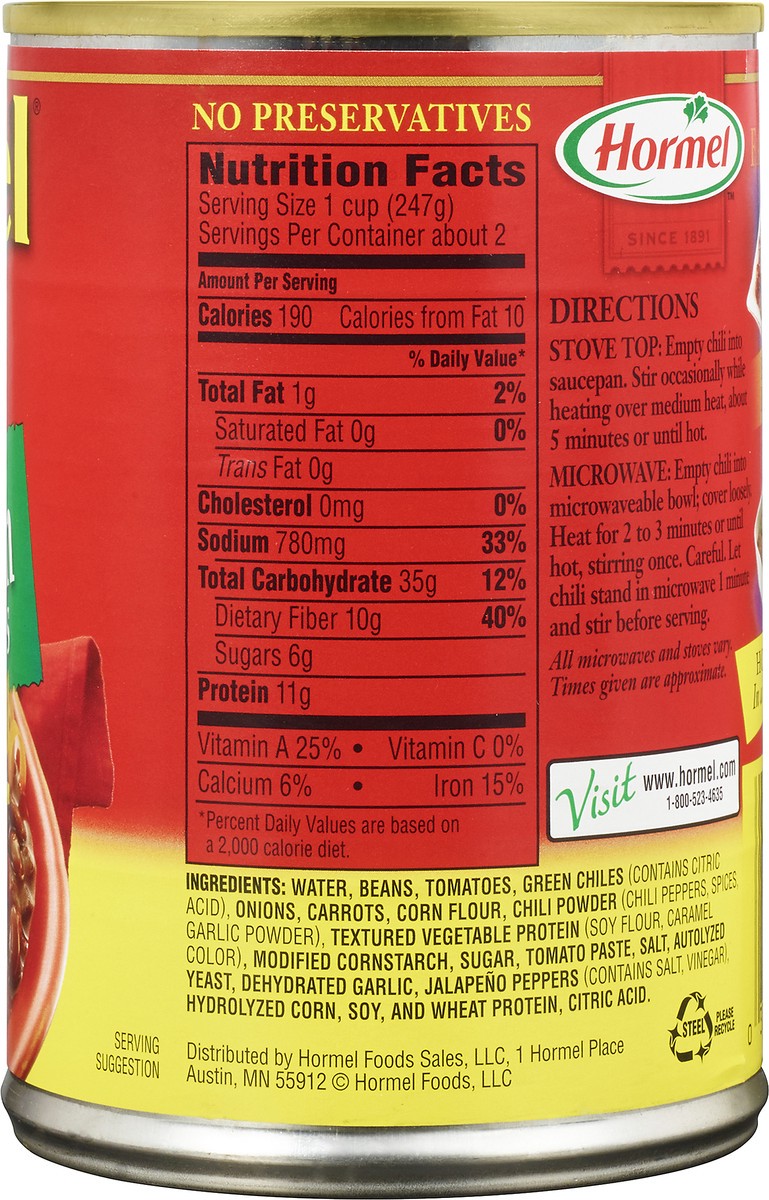 NO PRESERVATIVES
Nutrition Facts
Serving Size 1 cup (247g)
Servings Per Container about 2
Amount Per Serving
Calories 190 Calories from Fat 10
% Daily Value*
Total Fat 1g 2%
Saturated Fat 0g 0%
Trans Fat 0g
Cholesterol 0mg 0%
Sodium 780mg 33%
Total Carbohydrate 35g 12%
Dietary Fiber 10g 40%
Sugars 6g
Protein 11g
Vitamin A 25% • Vitamin C 0%
Calcium 6% • Iron 15%
*Percent Daily Values are based on
a 2,000 calorie diet.
INGREDIENTS: WATER, BEANS, TOMATOES, GREEN CHILES (CONTAINS CITRIC
ACID), ONIONS, CARROTS, CORN FLOUR, CHILI POWDER (CHILI PEPPERS, SPICES,
GARLIC POWDER), TEXTURED VEGETABLE PROTEIN (SOY FLOUR, CARAMEL
COLOR), MODIFIED CORNSTARCH, SUGAR, TOMATO PASTE, SALT, AUTOLYZED
YEAST, DEHYDRATED GARLIC, JALAPEÑO PEPPERS (CONTAINS SALT, VINEGAR),
HYDROLYZED CORN, SOY, AND WHEAT PROTEIN, CITRIC ACID.
Distributed by Hormel Foods Sales, LLC, 1 Hormel Place
Austin, MN 55912 © Hormel Foods, LLC
SERVING
SUGGESTION
Hormel
TM
SINCE 1891
DIRECTIONS
STOVE TOP: Empty chili into
saucepan. Stir occasionally while
heating over medium heat, about
5 minutes or until hot.
MICROWAVE: Empty chili into
microwaveable bowl; cover loosely.
Heat for 2 to 3 minutes or until
hot, stirring once. Careful. Let
chili stand in microwave 1 minute
and stir before serving.
All microwaves and stoves vary.
Times given are approximate.
Visit www.hormel.com
1-800-523-4635
STEEL
PLEASE
RECYCLE
0